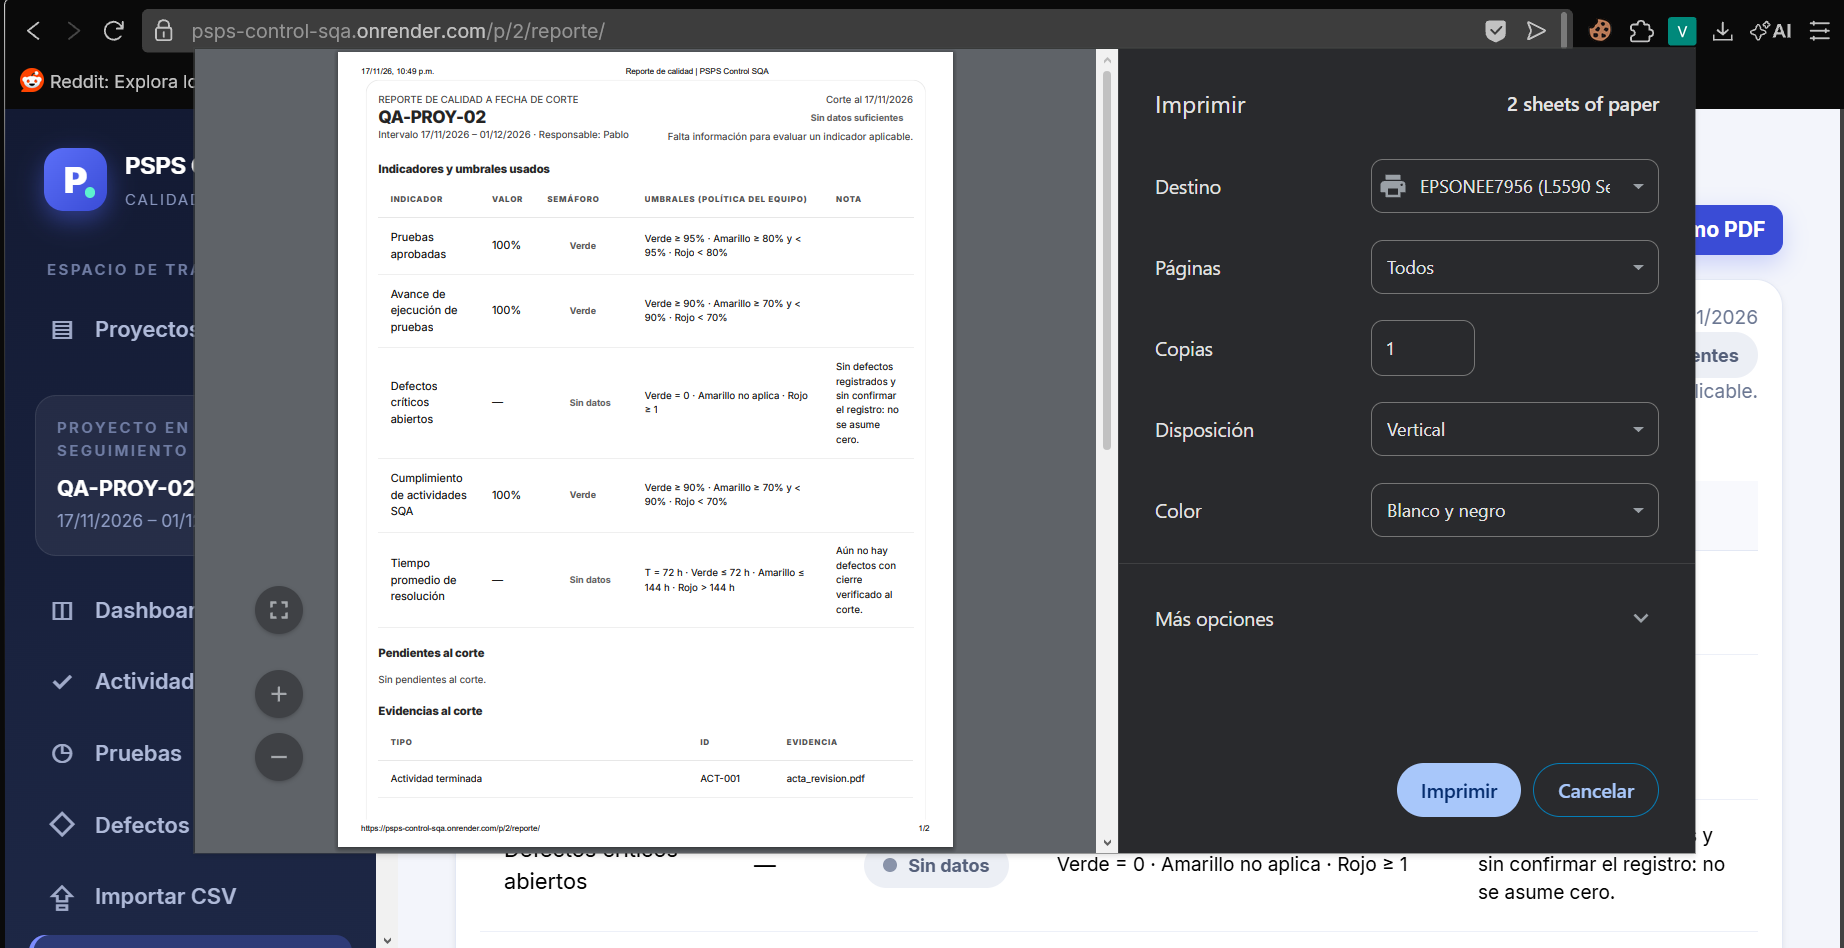 psps-control-sqa.onrender.com/p/2/reporte/
V
AI
Reddit: Explora
P.
PSPS
CALIDAD
ESPACIO DE TRA
Proyectos
PROYECTO EN
SEGUIMIENTO
QA-PROY-02
17/11/2026 – 01/1
Dashboar
Actividad
Pruebas
Defectos
Importar CSV
17/11/26, 10:49 p.m.
Reporte de calidad | PSPS Control SQA
REPORTE DE CALIDAD A FECHA DE CORTE
Corte al 17/11/2026
QA-PROY-02
Sin datos suficientes
Intervalo 17/11/2026 – 01/12/2026 · Responsable: Pablo
Falta información para evaluar un indicador aplicable.
Indicadores y umbrales usados
INDICADOR VALOR SEMÁFORO UMBRALES (POLÍTICA DEL EQUIPO) NOTA
Pruebas
aprobadas
100%
Verde
Verde ≥ 95% · Amarillo ≥ 80% y <
95% · Rojo < 80%
Avance de
ejecución de
pruebas
100%
Verde
Verde ≥ 90% · Amarillo ≥ 70% y <
90% · Rojo < 70%
Defectos
críticos
abiertos
—
Sin datos
Verde = 0 · Amarillo no aplica · Rojo
≥ 1
Sin defectos
registrados y
sin confirmar
el registro: no
se asume
cero.
Cumplimiento
de actividades
SQA
100%
Verde
Verde ≥ 90% · Amarillo ≥ 70% y <
90% · Rojo < 70%
Tiempo
promedio de
resolución
—
Sin datos
T = 72 h · Verde ≤ 72 h · Amarillo ≤
144 h · Rojo > 144 h
Aún no hay
defectos con
cierre
verificado al
corte.
Pendientes al corte
Sin pendientes al corte.
Evidencias al corte
TIPO ID EVIDENCIA
Actividad terminada ACT-001 acta_revision.pdf
https://psps-control-sqa.onrender.com/p/2/reporte/
1/2
Imprimir
2 sheets of paper
Destino
EPSONEE7956 (L5590 Se
Páginas
Todos
Copias
1
Disposición
Vertical
Color
Blanco y negro
Más opciones
Imprimir
Cancelar
mo PDF
1/2026
entes
licable.
Defectos críticos
abiertos
—
Sin datos
Verde = 0 · Amarillo no aplica · Rojo ≥ 1
y
sin confirmar el registro: no
se asume cero.